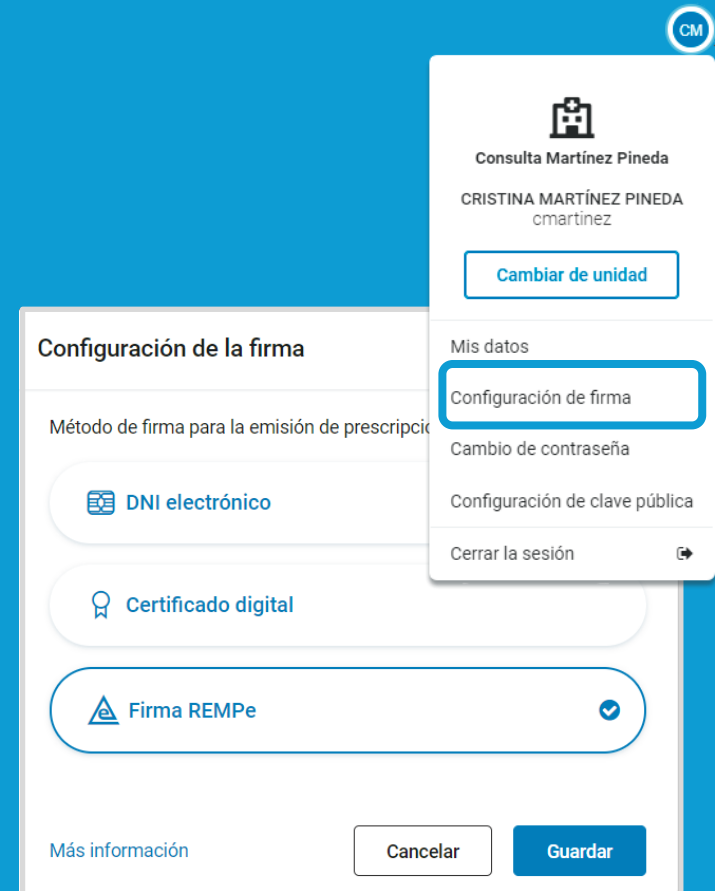 CM
Consulta Martínez Pineda
CRISTINA MARTÍNEZ PINEDA
cmartinez
Cambiar de unidad
Mis datos
Configuración de firma
Cambio de contraseña
Configuración de clave pública
Cerrar la sesión
Configuración de la firma
Método de firma para la emisión de
DNI electrónico
Certificado digital
Firma REMPe
Más información
Cancelar
Guardar